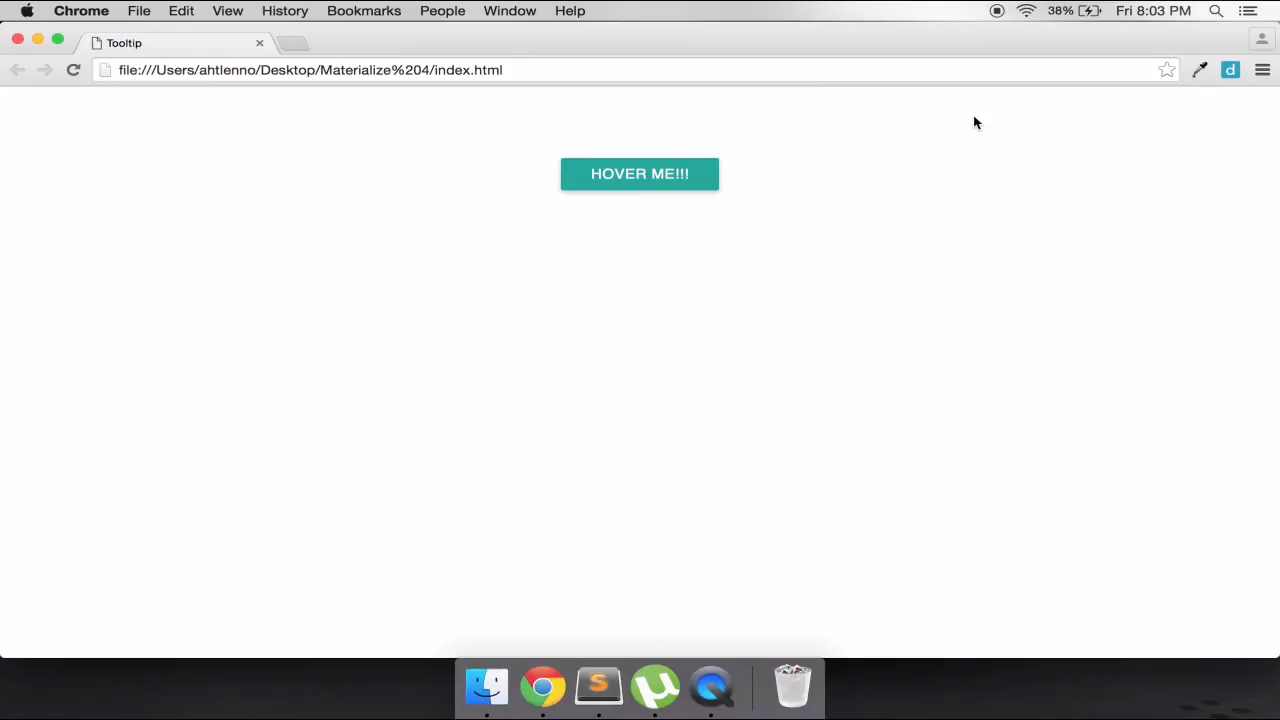 Chrome File Edit View History Bookmarks People Window Help 38% Fri 8:03 PM
Tooltip
file:///Users/ahtlenno/Desktop/Materialize%204/index.html d
HOVER ME!!!
S